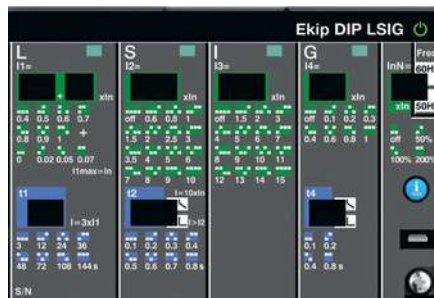 Ekip DIP LSIG
L
I1=
xIn
0.4 0.5 0.6 0.7
0.8 0.9 1
+
0 0.02 0.05 0.07
I1max=In
t1
I=3xI1
3 12 24 36
48 72 108 144s
S/N
S
I2=
xIn
off 0.6 0.8 1
1.5 2 2.5 3
3.5 4 5 6
7 8 9 10
t2
I=10xIn
I>I2
0.1 0.2 0.3 0.4
0.5 0.6 0.7 0.8s
I
I3=
xIn
off 1.5 2 3
4 5 6 7
8 9 10 11
12 13 14 15
G
I4=
xIn
off 0.1 0.2 0.3
0.4 0.6 0.8 1
t4
0.1 0.2
0.4 0.8s
InN=
xIn
off 50%
100% 200%
60Hz
50Hz